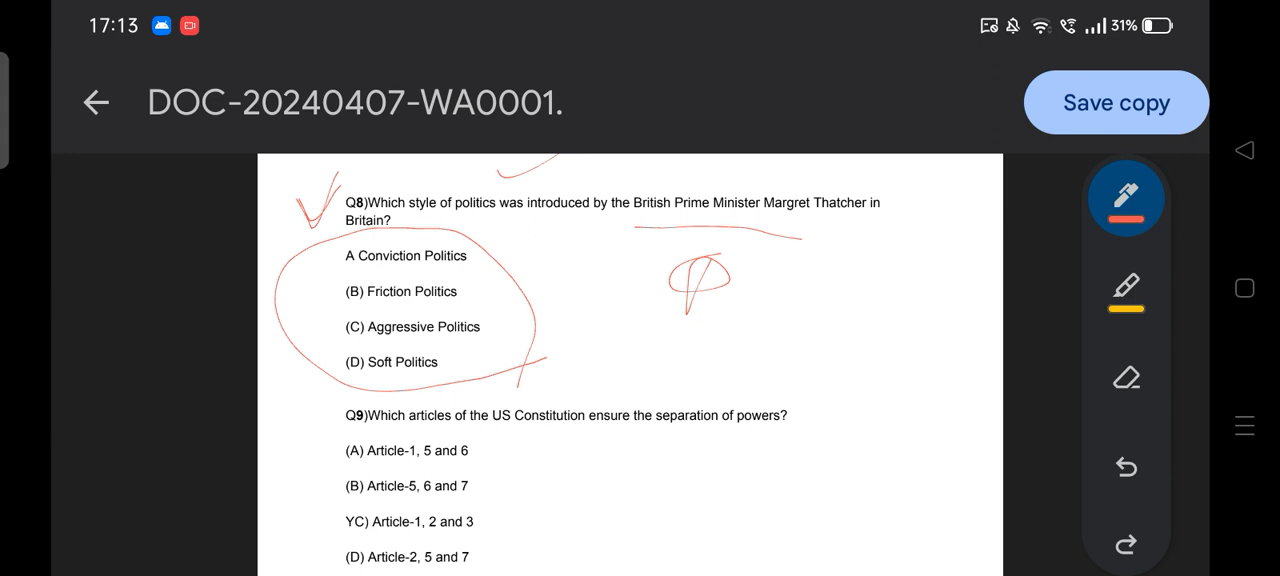 17:13
31%
DOC-20240407-WA0001.
Save copy
Q8)Which style of politics was introduced by the British Prime Minister Margret Thatcher in
Britain?
A Conviction Politics
(B) Friction Politics
(C) Aggressive Politics
(D) Soft Politics
Q9)Which articles of the US Constitution ensure the separation of powers?
(A) Article-1, 5 and 6
(B) Article-5, 6 and 7
YC) Article-1, 2 and 3
(D) Article-2, 5 and 7